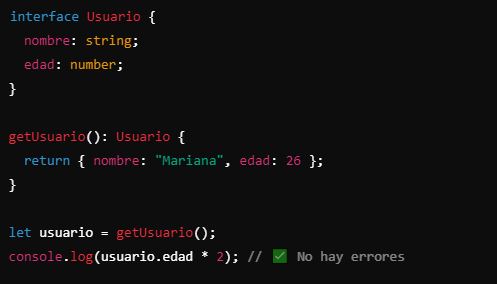 interface Usuario {
  nombre: string;
  edad: number;
}

getUsuario(): Usuario {
  return { nombre: "Mariana", edad: 26 };
}

let usuario = getUsuario();
console.log(usuario.edad * 2); // ✅ No hay errores